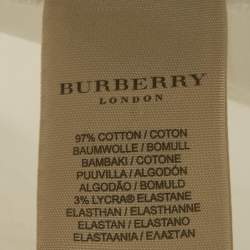 BURBERRY
LONDON
97% COTTON / COTON
BAUMWOLLE / BOMULL
BAMBAKI / COTONE
PUUVILLA / ALGODÓN
ALGODÃO / BOMULD
3% LYCRA® ELASTANE
ELASTHAN / ELASTHANNE
ELASTAN / ELASTANO
ELASTAANIA / ΕΛΑΣΤΑΝ